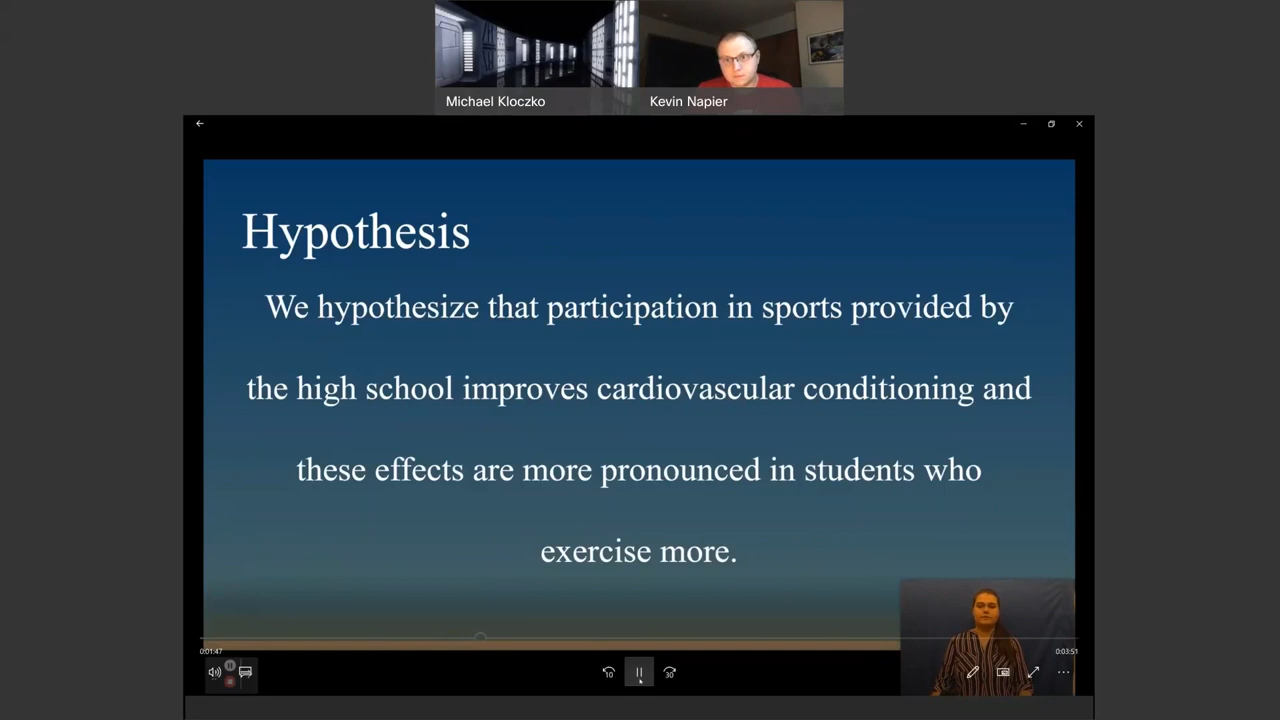 Michael Kloczko
Kevin Napier
Hypothesis
We hypothesize that participation in sports provided by
the high school improves cardiovascular conditioning and
these effects are more pronounced in students who
exercise more.
0:01:47
0:03:51
10
30